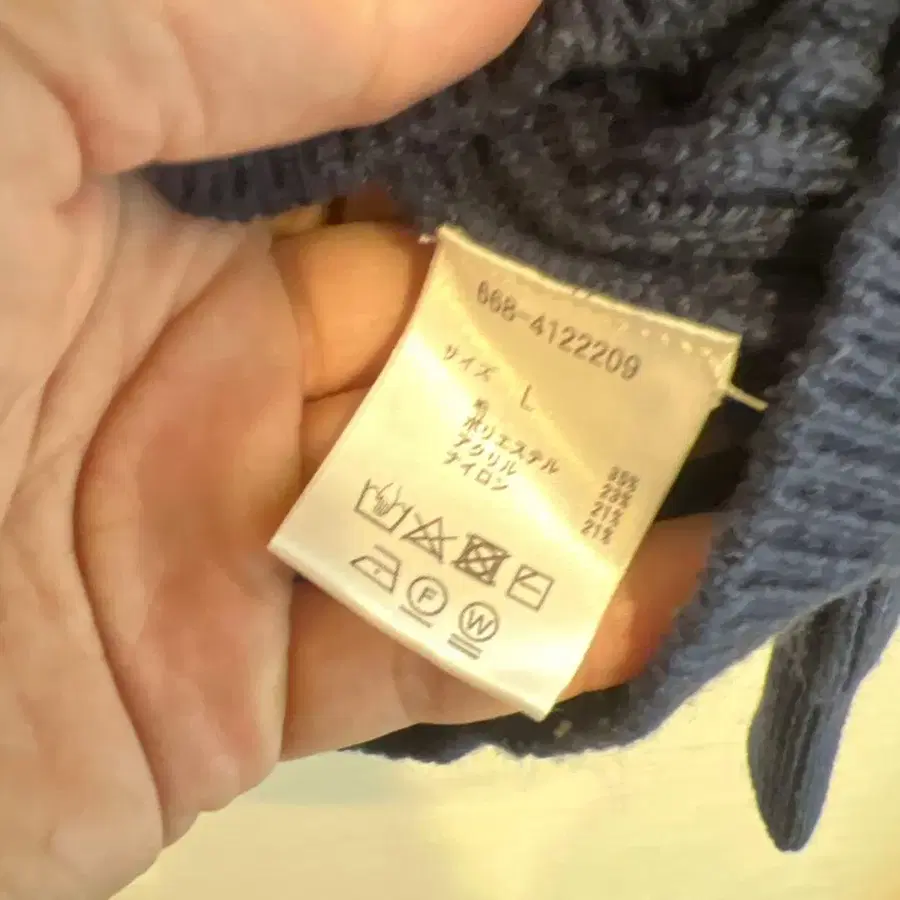 668-4122209
サイズ L
綿 35%
ポリエステル 23%
アクリル 21%
ナイロン 21%
F W